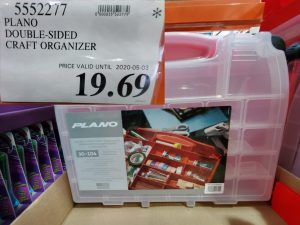 5552277
PLANO
DOUBLE-SIDED
CRAFT ORGANIZER
PRICE VALID UNTIL 2020-05-03
19.69
PLANO